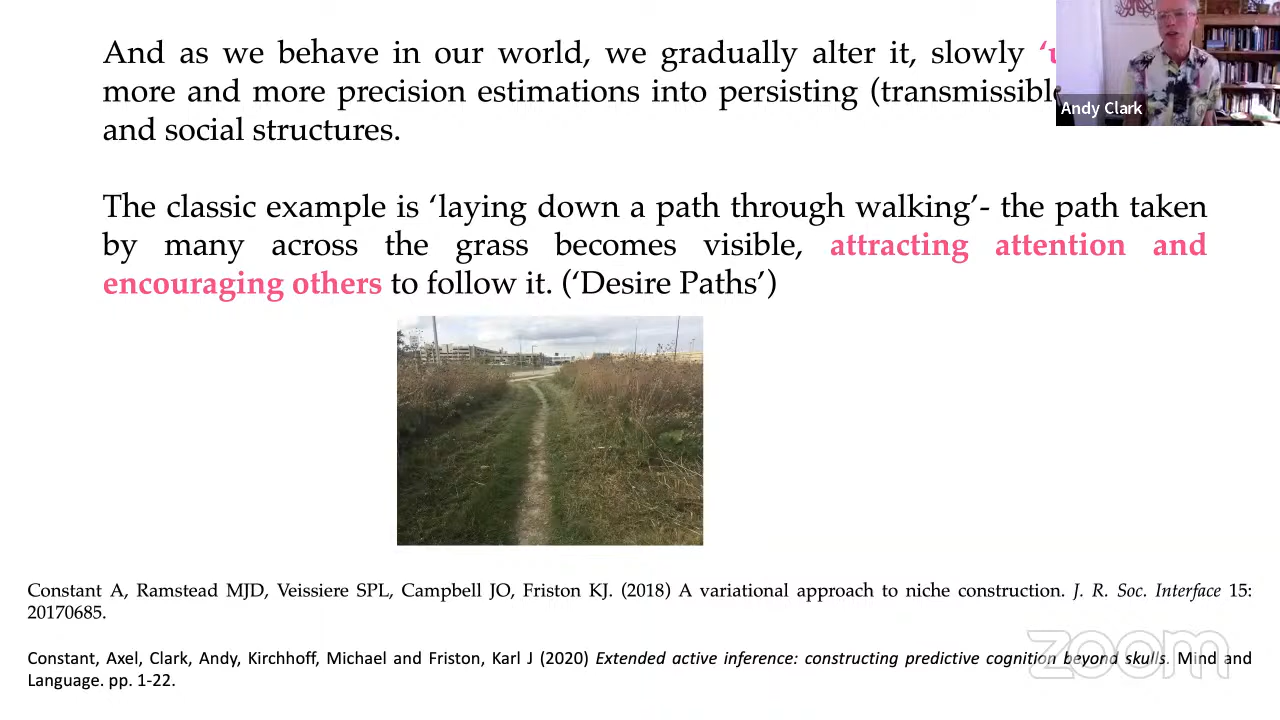 And as we behave in our world, we gradually alter it, slowly
more and more precision estimations into persisting (transmissible
and social structures.
The classic example is ‘laying down a path through walking’- the path taken
by many across the grass becomes visible, attracting attention and
encouraging others to follow it. (‘Desire Paths’)
Andy Clark
Constant A, Ramstead MJD, Veissiere SPL, Campbell JO, Friston KJ. (2018) A variational approach to niche construction. J. R. Soc. Interface 15:
20170685.
Constant, Axel, Clark, Andy, Kirchhoff, Michael and Friston, Karl J (2020) Extended active inference: constructing predictive cognition beyond skulls. Mind and
Language. pp. 1-22.
zoom